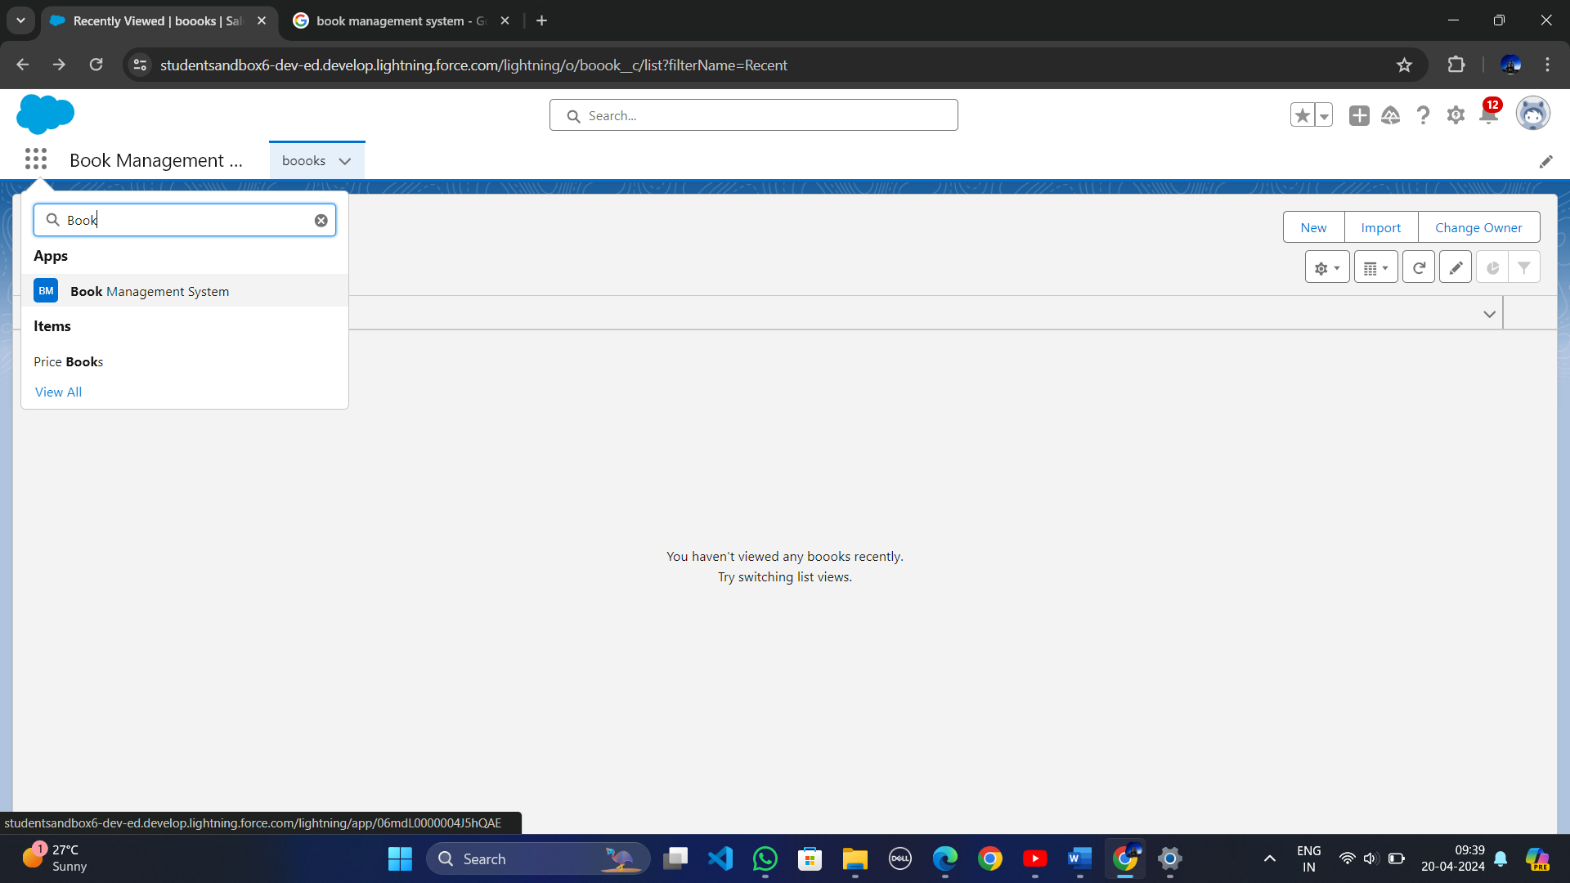 Recently Viewed | boooks | Sal
book management system - G
studentsandbox6-dev-ed.develop.lightning.force.com/lightning/o/boook__c/list?filterName=Recent
Search...
12
Book Management ...
boooks
Book
Apps
BM Book Management System
Items
Price Books
View All
New Import Change Owner
You haven't viewed any boooks recently.
Try switching list views.
studentsandbox6-dev-ed.develop.lightning.force.com/lightning/app/06mdL0000004J5hQAE
1
27°C
Sunny
Search
DELL
ENG
IN
09:39
20-04-2024
PRE